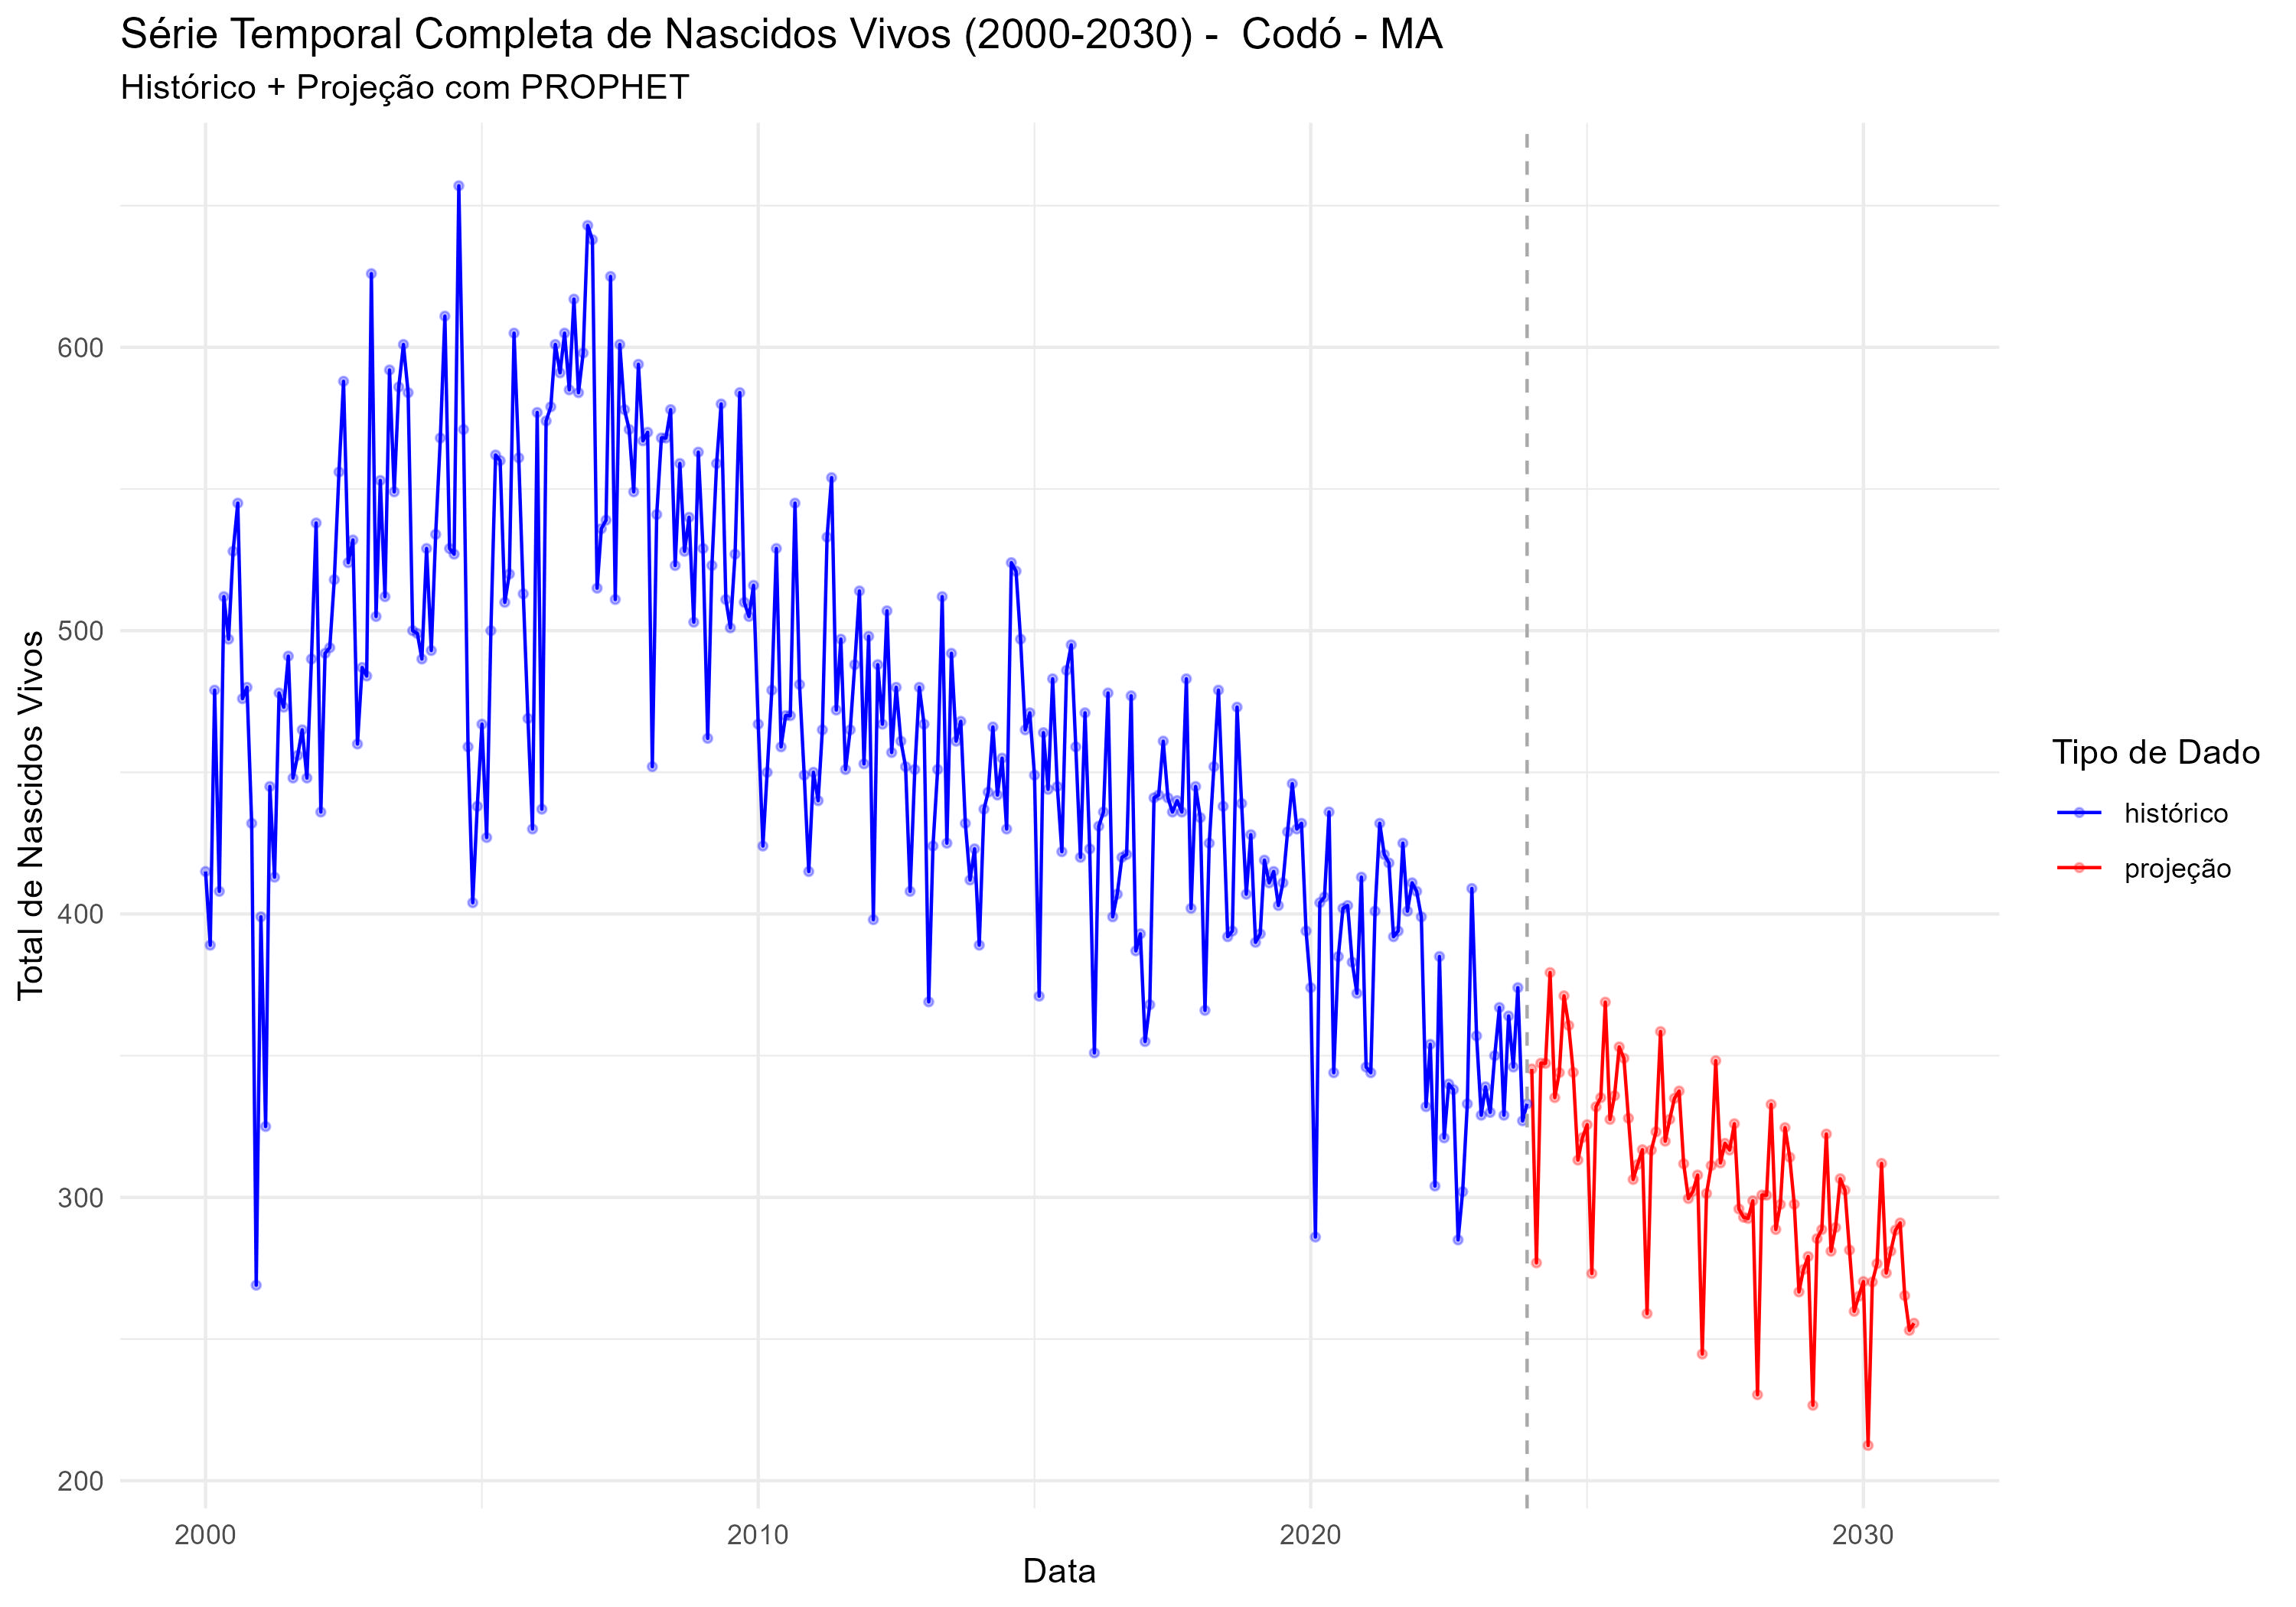 Série Temporal Completa de Nascidos Vivos (2000-2030) -  Codó - MA
Histórico + Projeção com PROPHET
Total de Nascidos Vivos
600
500
400
300
200
2000
2010
2020
2030
Data
Tipo de Dado
histórico
projeção